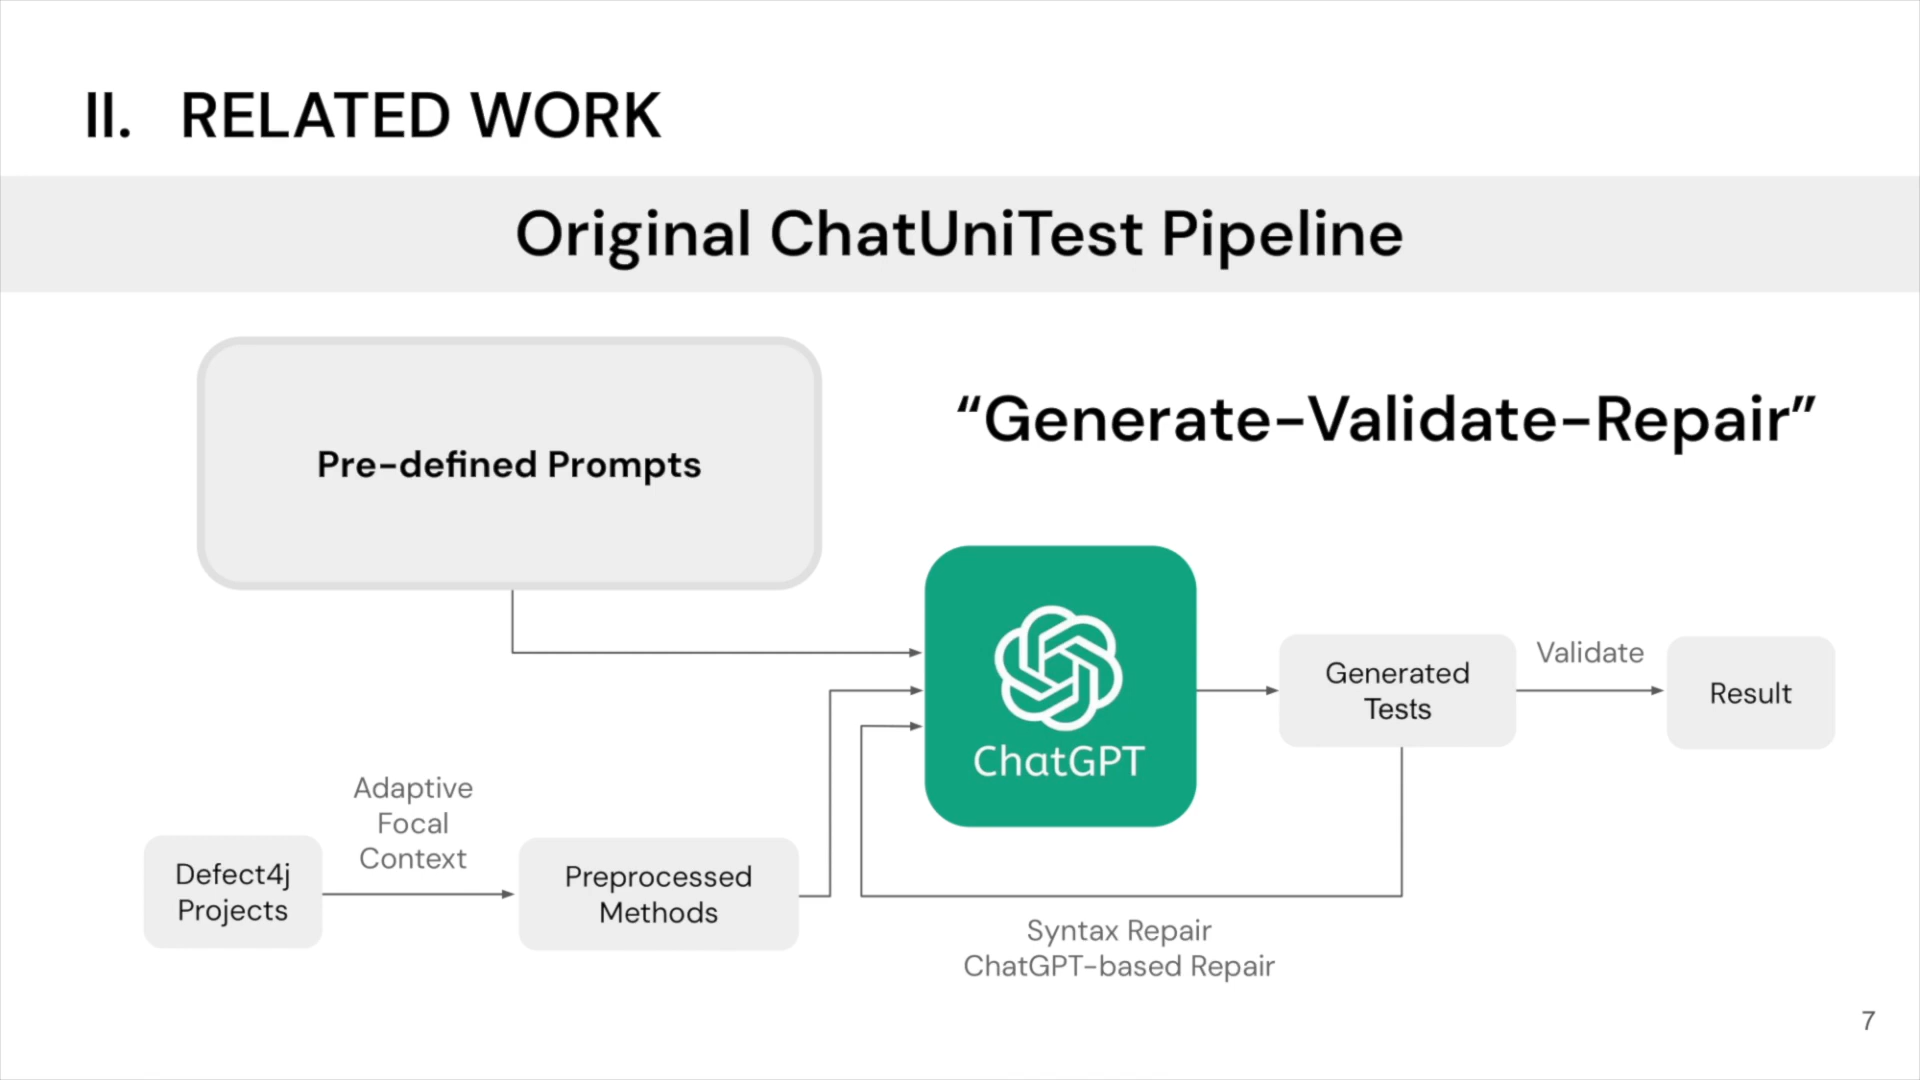 II. RELATED WORK
Original ChatUniTest Pipeline
Pre-defined Prompts
“Generate-Validate-Repair”
ChatGPT
Generated
Tests
Validate
Result
Adaptive
Focal
Context
Defect4j
Projects
Preprocessed
Methods
Syntax Repair
ChatGPT-based Repair
7